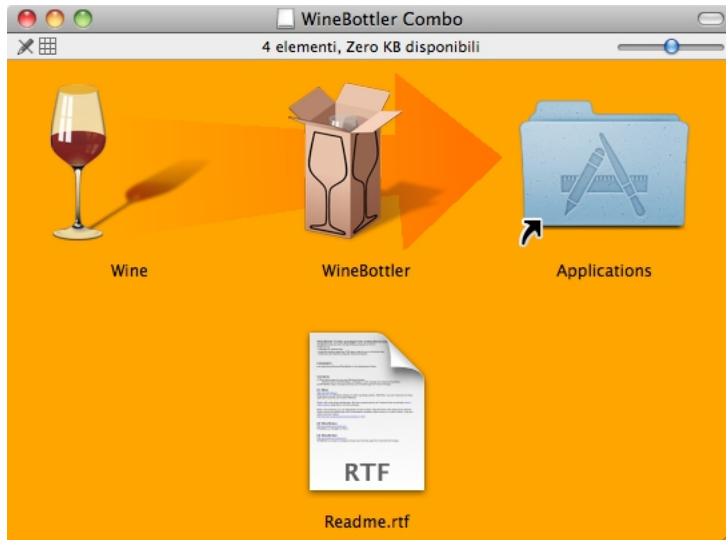 WineBottler Combo
4 elementi, Zero KB disponibili
Wine
WineBottler
Applications
RTF
Readme.rtf